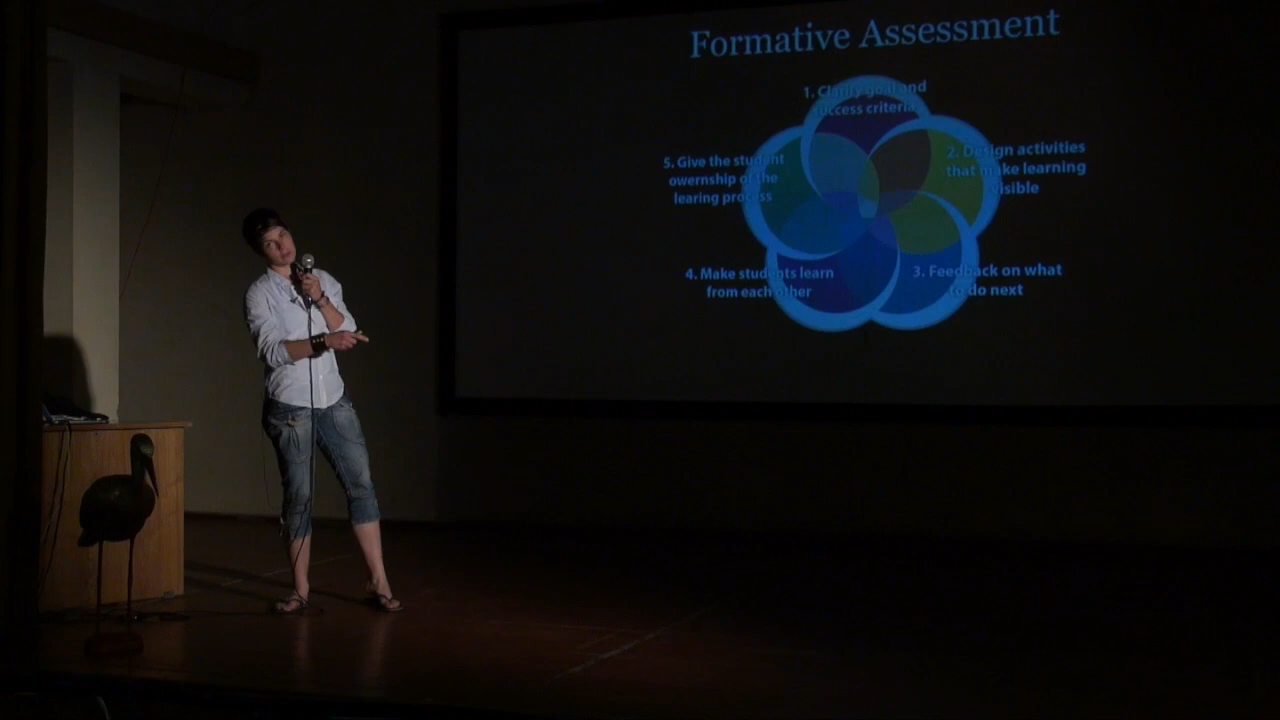 Formative Assessment
1. Clarify goal and
success criteria
2. Design activities
that make learning
visible
3. Feedback on what
to do next
4. Make students learn
from each other
5. Give the student
owernship of the
learing process